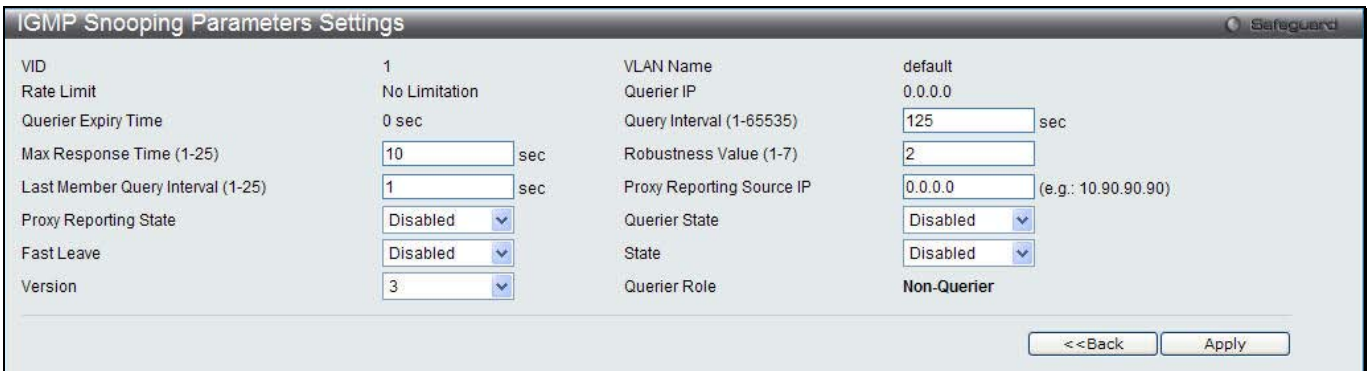 IGMP Snooping Parameters Settings Safeguard
VID 1 VLAN Name default
Rate Limit No Limitation Querier IP 0.0.0.0
Querier Expiry Time 0 sec Query Interval (1-65535) 125 sec
Max Response Time (1-25) 10 sec Robustness Value (1-7) 2
Last Member Query Interval (1-25) 1 sec Proxy Reporting Source IP 0.0.0.0 (e.g.: 10.90.90.90)
Proxy Reporting State Disabled Querier State Disabled
Fast Leave Disabled State Disabled
Version 3 Querier Role Non-Querier
<<Back Apply